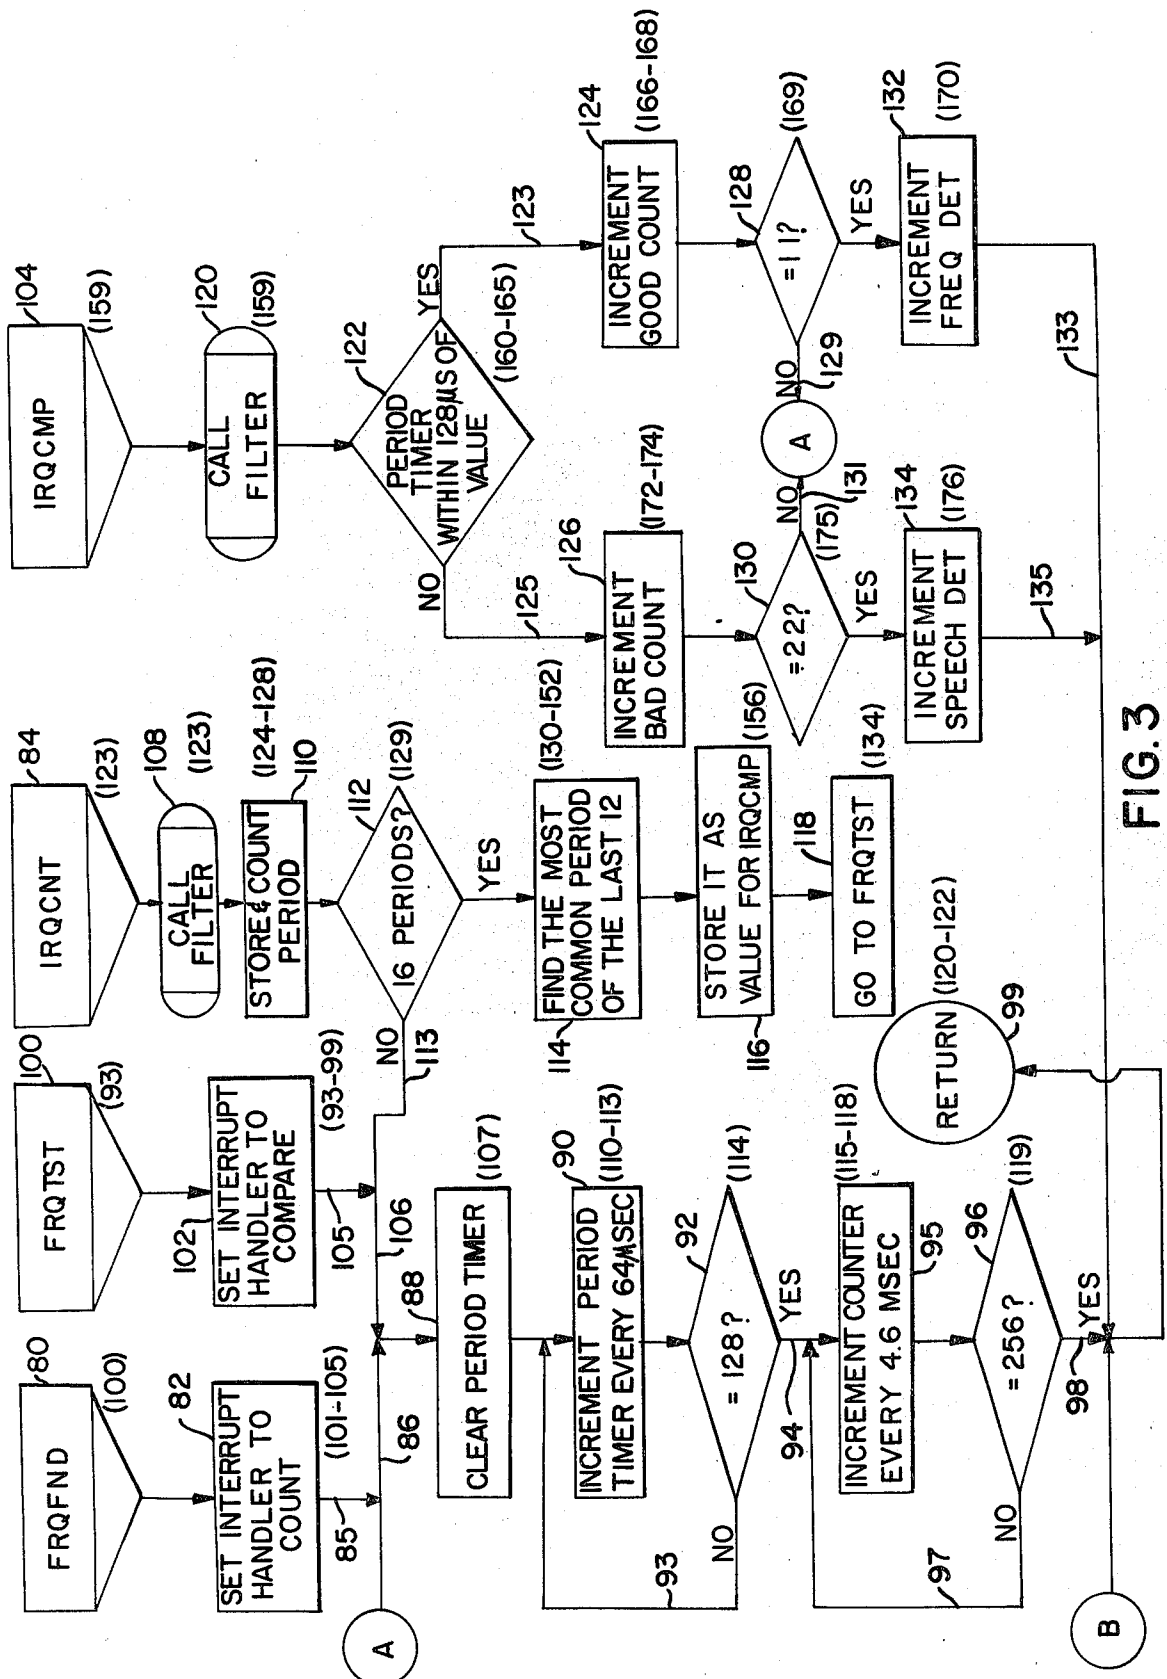 FRQFND
80
(100)
SET INTERRUPT
HANDLER TO
COUNT
82
(101-105)
85
86
A
FRQTST
100
(93)
102
SET INTERRUPT
HANDLER TO
COMPARE
(93-99)
105
106
88
CLEAR PERIOD TIMER
(107)
90
INCREMENT PERIOD
TIMER EVERY 64µSEC
(110-113)
92
= 128?
(114)
NO
93
YES
94
INCREMENT COUNTER
EVERY 4.6 MSEC
(115-118)
95
96
= 256?
(119)
NO
97
YES
98
B
RETURN
(120-122)
99
IRQCNT
84
(123)
CALL
FILTER
108
(123)
STORE & COUNT
PERIOD
(124-128)
110
112
16 PERIODS?
(129)
NO
113
YES
114
FIND THE MOST
COMMON PERIOD
OF THE LAST 12
(130-152)
116
STORE IT AS
VALUE FOR IRQCMP
(156)
118
GO TO FRQTST
(134)
IRQCMP
104
(159)
CALL
FILTER
120
(159)
122
PERIOD
TIMER
WITHIN 128µS OF
VALUE
(160-165)
NO
YES
125
123
126
INCREMENT
BAD COUNT
(172-174)
124
INCREMENT
GOOD COUNT
(166-168)
130
= 22?
(175)
NO
131
A
NO
129
128
= 11?
(169)
YES
YES
134
INCREMENT
SPEECH DET
(176)
132
INCREMENT
FREQ DET
(170)
135
133
FIG. 3